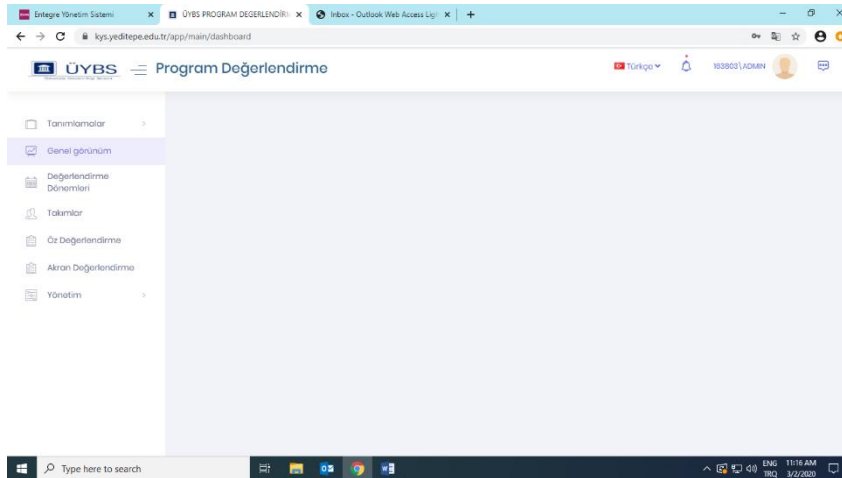 Entegre Yönetim Sistemi
ÜYBS PROGRAM DEĞERLENDİR
Inbox - Outlook Web Access Ligh
kys.yeditepe.edu.tr/app/main/dashboard
ÜYBS
Program Değerlendirme
Türkçe
163803\ADMIN
Tanımlamalar
Genel görünüm
Değerlendirme
Dönemleri
Takımlar
Öz Değerlendirme
Akran Değerlendirme
Yönetim
Type here to search
ENG
TRQ
11:16 AM
3/2/2020